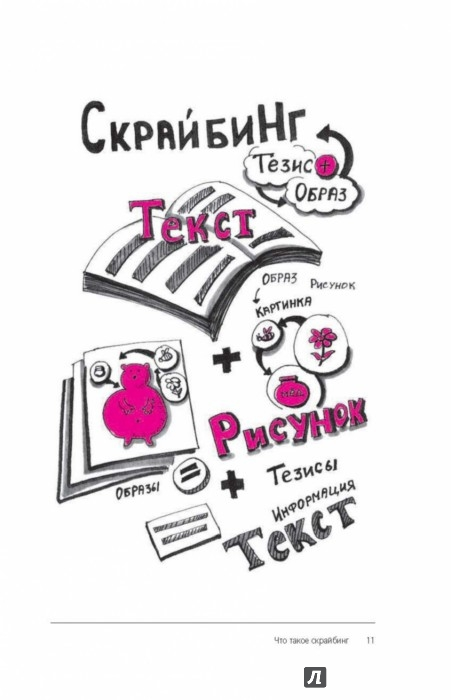 Скрайбинг
Тезис +
Образ
Текст
образ
Рисунок
картинка
+
Рисунок
образы
=
+
Тезисы
Информация
Текст
Что такое скрайбинг 11
Л